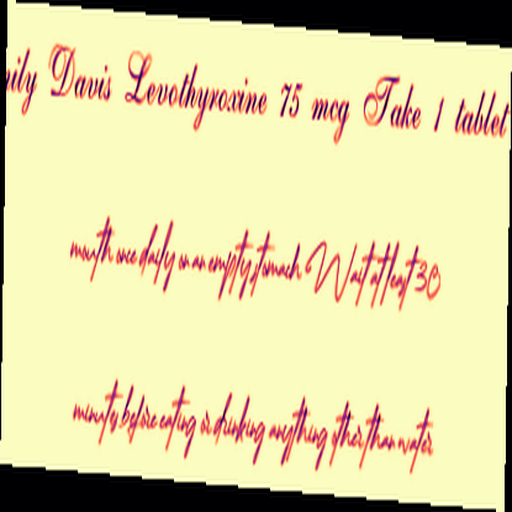 Davis Levothyroxine 75 mcg Take 1 tablet
mouth once daily on an empty stomach Wait at least 30
minutes before eating or drinking anything other than water